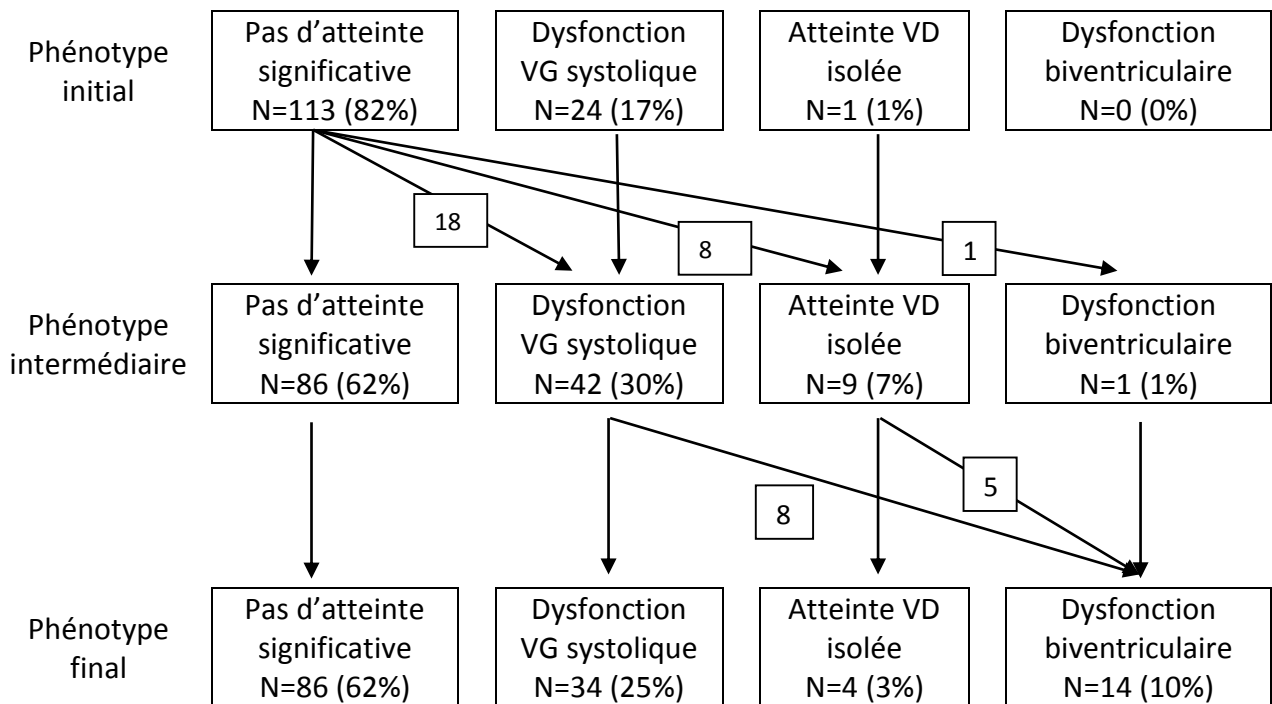 Phénotype
initial
Pas d’atteinte
significative
N=113 (82%)
Dysfonction
VG systolique
N=24 (17%)
Atteinte VD
isolée
N=1 (1%)
Dysfonction
biventriculaire
N=0 (0%)
18
8
1
Phénotype
intermédiaire
Pas d’atteinte
significative
N=86 (62%)
Dysfonction
VG systolique
N=42 (30%)
Atteinte VD
isolée
N=9 (7%)
Dysfonction
biventriculaire
N=1 (1%)
8
5
Phénotype
final
Pas d’atteinte
significative
N=86 (62%)
Dysfonction
VG systolique
N=34 (25%)
Atteinte VD
isolée
N=4 (3%)
Dysfonction
biventriculaire
N=14 (10%)